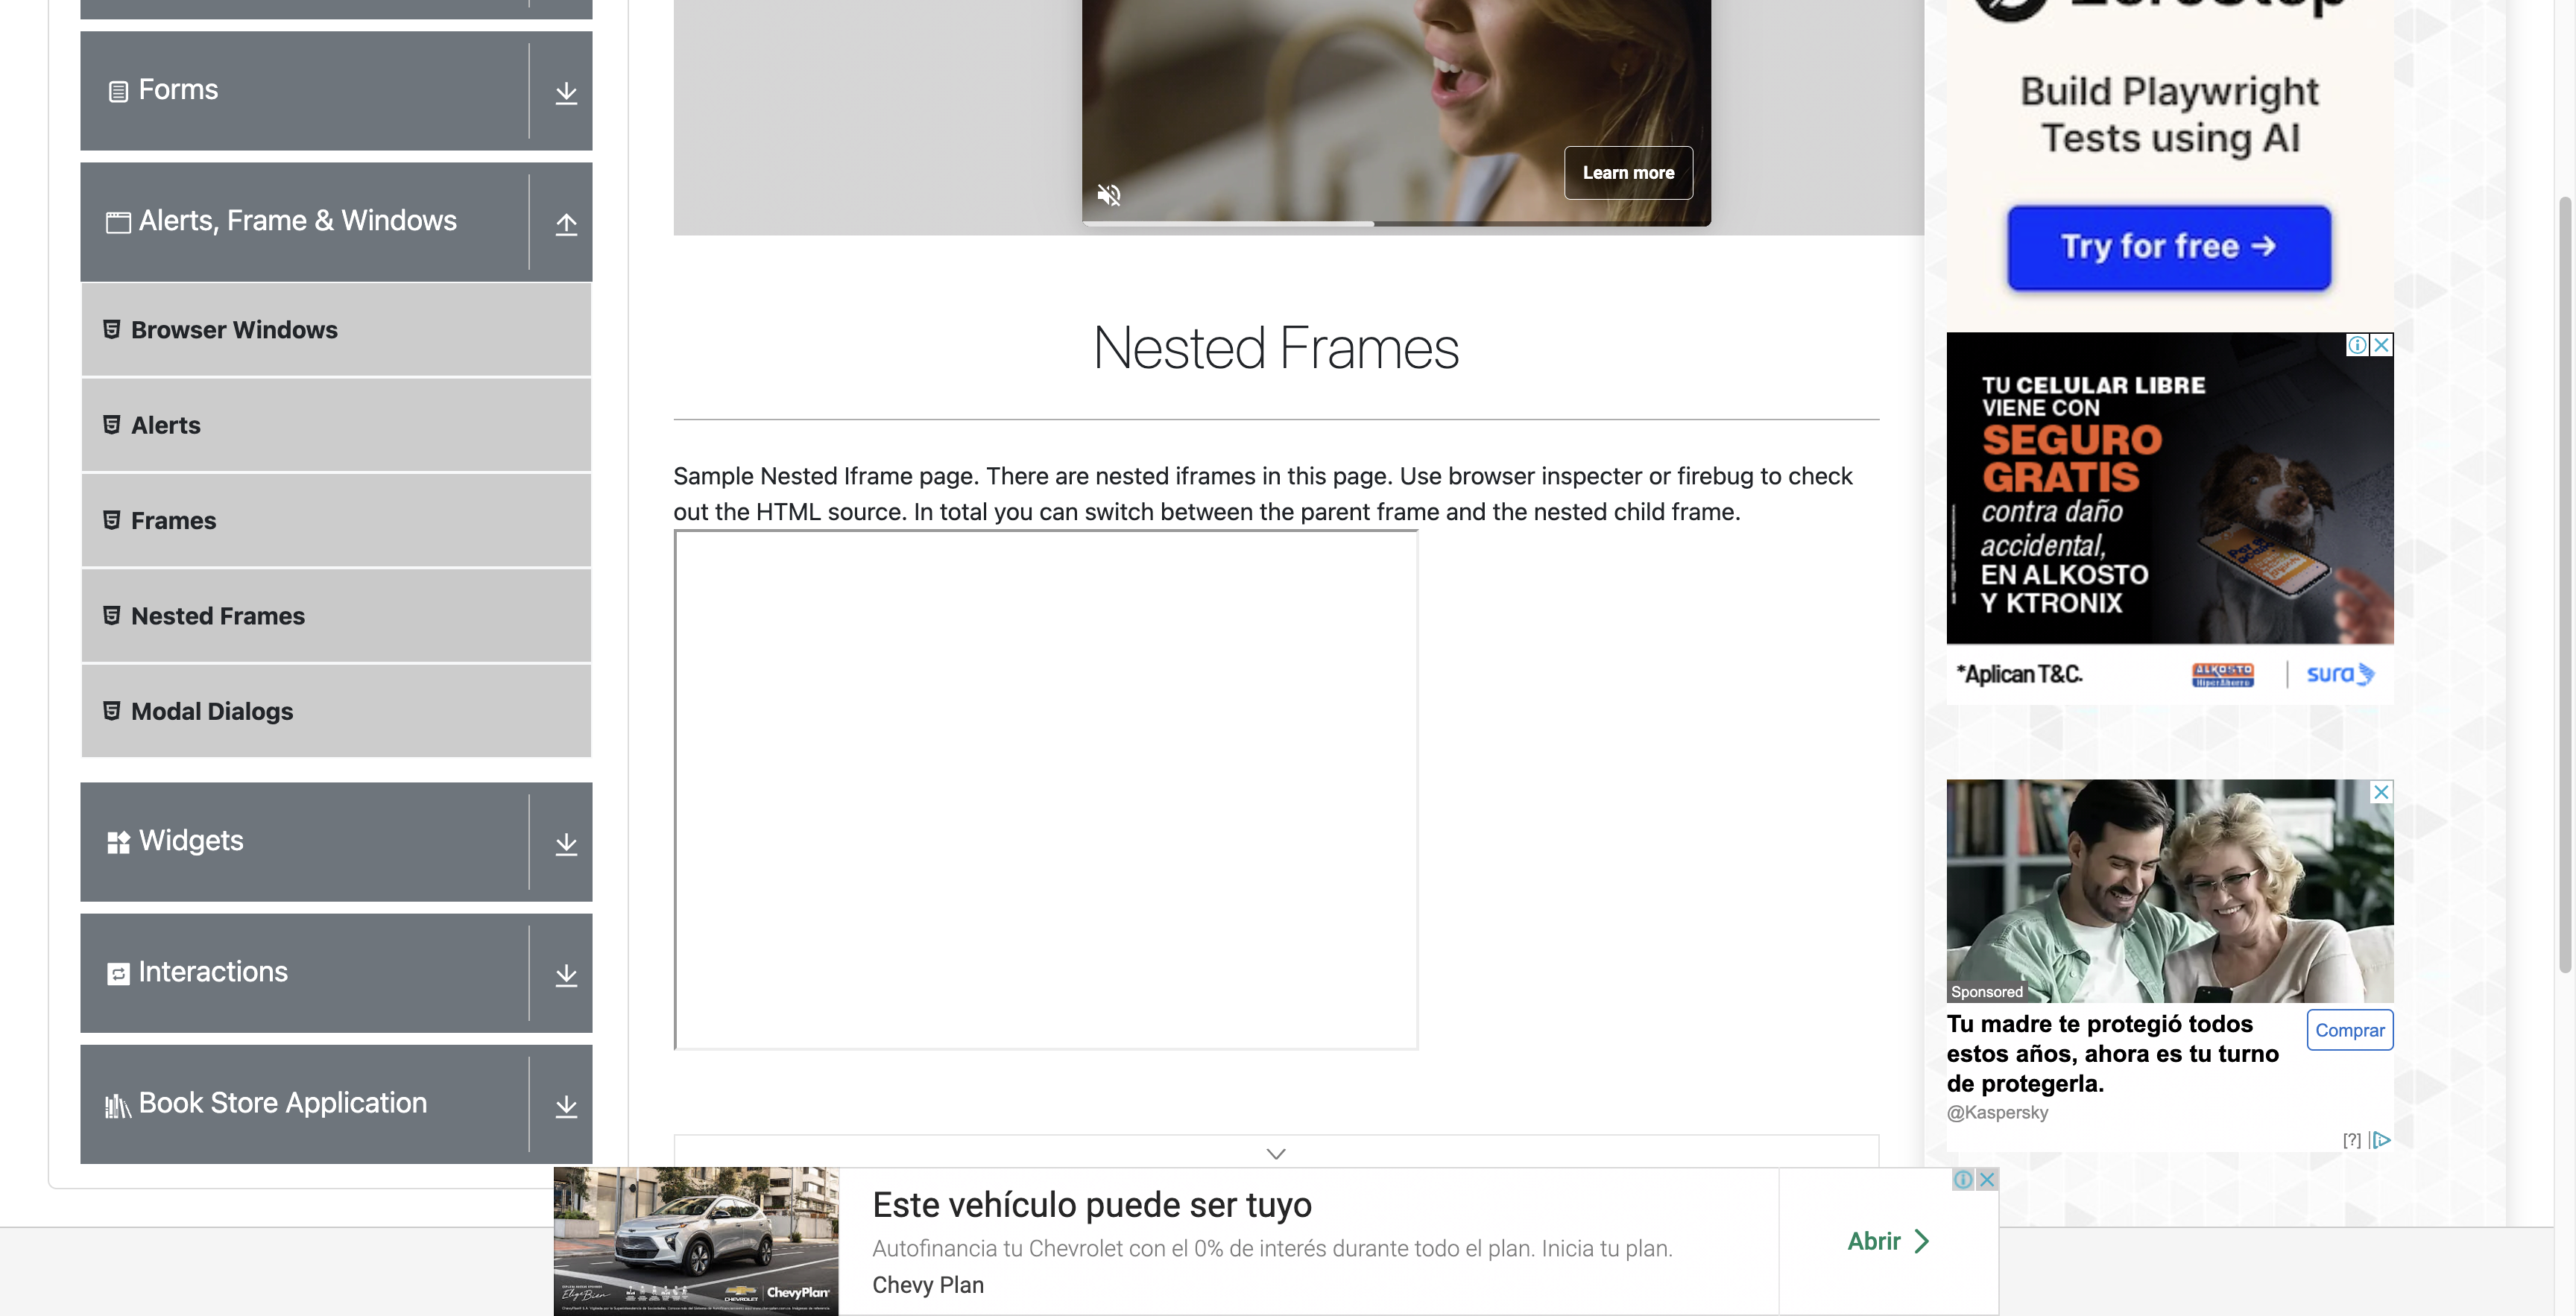 Forms
Alerts, Frame & Windows
Browser Windows
Alerts
Frames
Nested Frames
Modal Dialogs
Widgets
Interactions
Book Store Application
Learn more
Nested Frames
Sample Nested Iframe page. There are nested iframes in this page. Use browser inspecter or firebug to check
out the HTML source. In total you can switch between the parent frame and the nested child frame.
Build Playwright
Tests using AI
Try for free →
TU CELULAR LIBRE
VIENE CON
SEGURO
GRATIS
contra daño
accidental,
EN ALKOSTO
Y KTRONIX
*Aplican T&C.
ALKOSTO
HiperAhorro
sura
Sponsored
Tu madre te protegió todos
estos años, ahora es tu turno
de protegerla.
Comprar
@Kaspersky
[?]
Este vehículo puede ser tuyo
Autofinancia tu Chevrolet con el 0% de interés durante todo el plan. Inicia tu plan.
Chevy Plan
Abrir
CHEVROLET
ChevyPlan